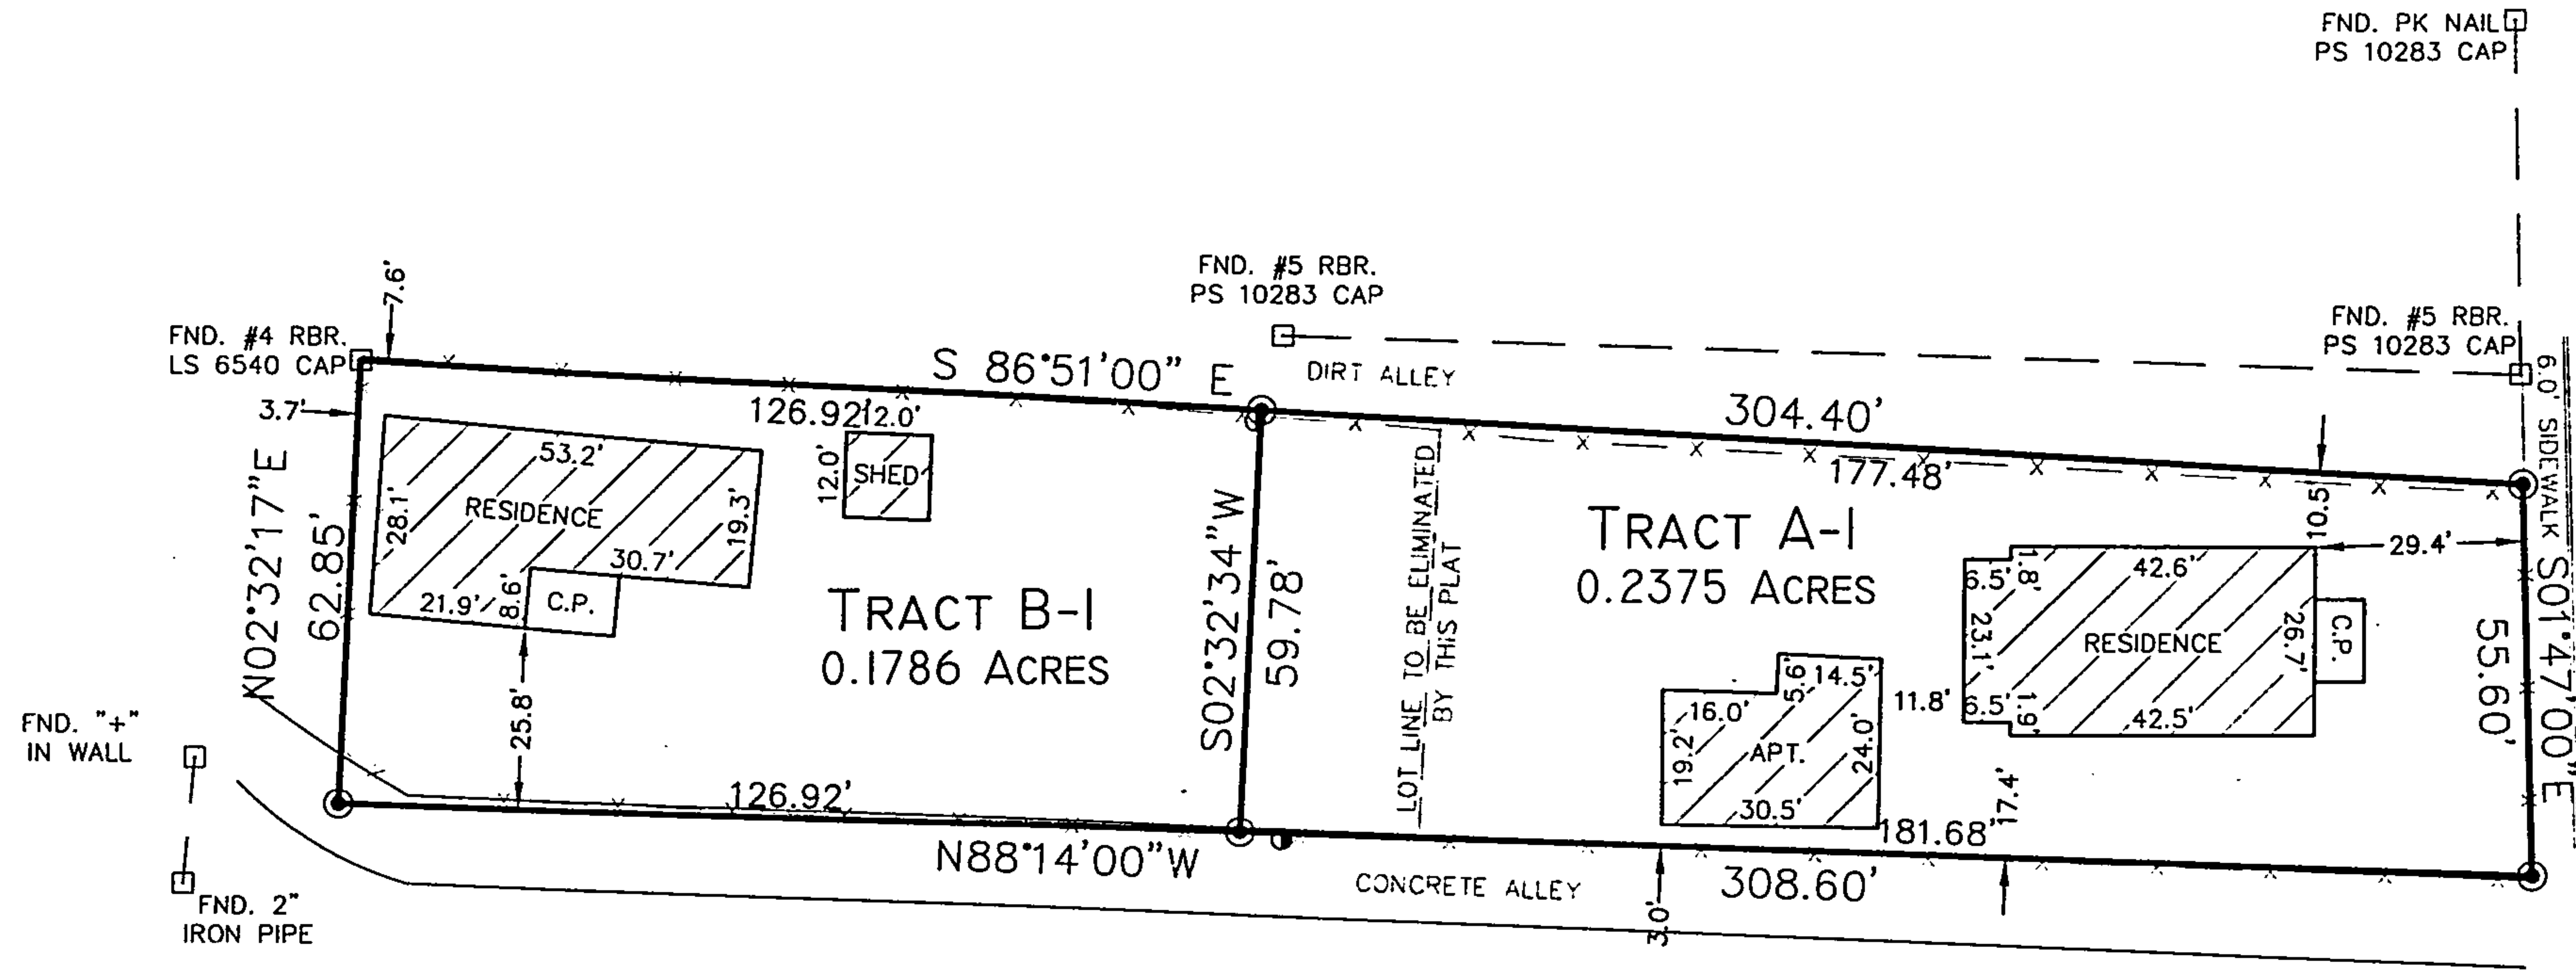 FND. PK NAIL
PS 10283 CAP
FND. #5 RBR.
PS 10283 CAP
FND. #5 RBR.
PS 10283 CAP
FND. #4 RBR.
LS 6540 CAP
7.6'
3.7'
S 86°51'00" E
DIRT ALLEY
126.92'
304.40'
177.48'
6.0' SIDEWALK
N02°32'17"E
62.85'
53.2'
28.1'
RESIDENCE
19.3'
30.7'
21.9'
8.6'
C.P.
25.8'
12.0'
12.0'
SHED
TRACT B-1
0.1786 ACRES
S02°32'34"W
59.78'
LOT LINE TO BE ELIMINATED
BY THIS PLAT
TRACT A-1
0.2375 ACRES
10.5'
29.4'
1.8'
6.5'
42.6'
23.1'
RESIDENCE
26.7'
C.P.
6.5'
1.9'
42.5'
S01°47'00"E
55.60'
5.6'
14.5'
16.0'
11.8'
19.2'
APT.
24.0'
30.5'
17.4'
3.0'
FND. "+"
IN WALL
FND. 2"
IRON PIPE
126.92'
N88°14'00"W
181.68'
308.60'
CONCRETE ALLEY